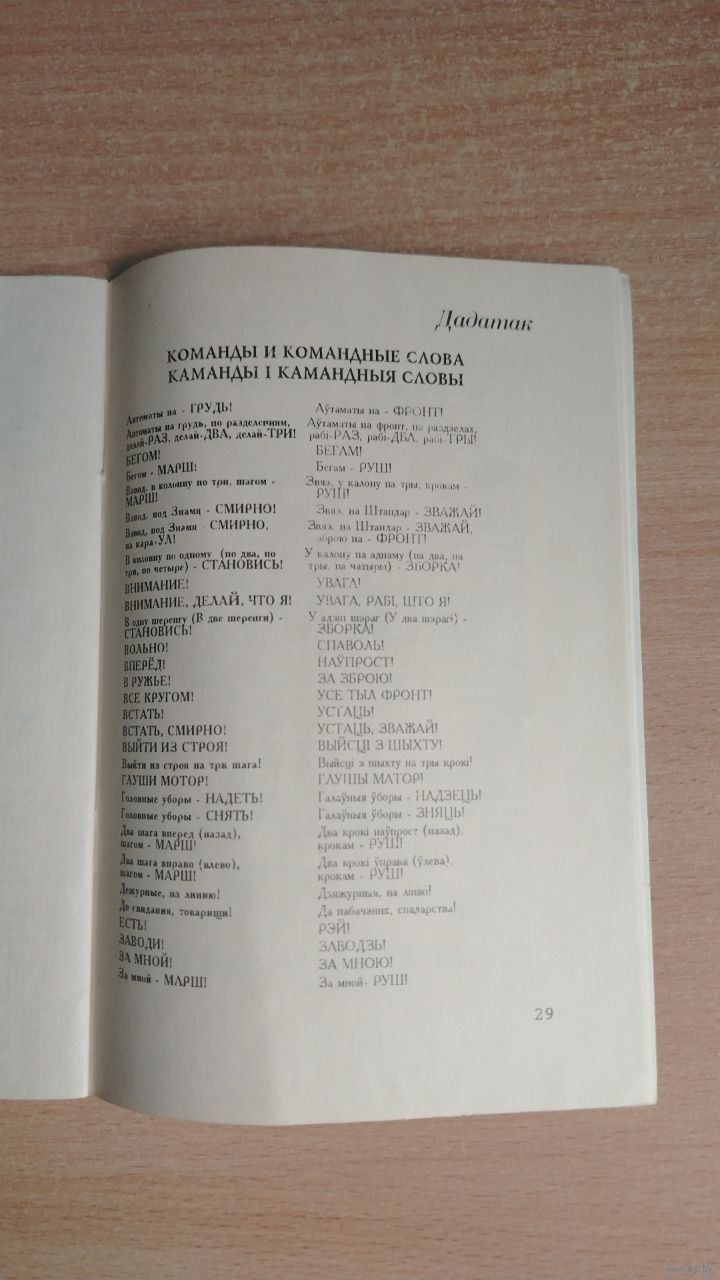 Дадатак
КОМАНДЫ И КОМАНДНЫЕ СЛОВА
КАМАНДЫ І КАМАНДНЫЯ СЛОВЫ
Автоматы на - ГРУДЬ! Аўтаматы на - ФРОНТ!
Автоматы на грудь, по разделениям, Аўтаматы на фронт, па раздзелах,
делай-РАЗ, делай-ДВА, делай-ТРИ! рабі-РАЗ, рабі-ДВА, рабі-ТРЫ!
БЕГОМ! БЕГАМ!
Бегом - МАРШ! Бегам - РУШ!
Взвод, в колонну по три, шагом - Звяз, у калону па тры, крокам -
МАРШ! РУШ!
Взвод, под Знамя - СМИРНО! Звяз, на Штандар - ЗВАЖАЙ!
Взвод, под Знамя - СМИРНО, Звяз, на Штандар - ЗВАЖАЙ,
на кара-УЛ! зброю на - ФРОНТ!
В колонну по одному (по два, по У калону па аднаму (па два, па
три, по четыре) - СТАНОВИСЬ! тры, па чатыры) - ЗБОРКА!
ВНИМАНИЕ! УВАГА!
ВНИМАНИЕ, ДЕЛАЙ, ЧТО Я! УВАГА, РАБІ, ШТО Я!
В одну шеренгу (В две шеренги) - У адзін шэраг (У два шэрагі) -
СТАНОВИСЬ! ЗБОРКА!
ВОЛЬНО! СПАВОЛЬ!
ВПЕРЁД! НАЎПРОСТ!
В РУЖЬЕ! ЗА ЗБРОЮ!
ВСЕ КРУГОМ! УСЕ ТЫЛ ФРОНТ!
ВСТАТЬ! УСТАЦЬ!
ВСТАТЬ, СМИРНО! УСТАЦЬ, ЗВАЖАЙ!
ВЫЙТИ ИЗ СТРОЯ! ВЫЙСЦІ З ШЫХТУ!
Выйти из строя на три шага! Выйсці з шыхту на тры крокі!
ГЛУШИ МОТОР! ГЛУШЫ МАТОР!
Головные уборы - НАДЕТЬ! Галаўныя ўборы - НАДЗЕЦЬ!
Головные уборы - СНЯТЬ! Галаўныя ўборы - ЗНЯЦЬ!
Два шага вперед (назад), Два крокі наўпрост (назад),
шагом - МАРШ! крокам - РУШ!
Два шага вправо (влево), Два крокі ўправа (ўлева),
шагом - МАРШ! крокам - РУШ!
Дежурные, на линию! Дзяжурныя, на лінію!
До свидания, товарищи! Да пабачэння, спадарства!
ЕСТЬ! РЭЙ!
ЗАВОДИ! ЗАВОДЗЬ!
ЗА МНОЙ! ЗА МНОЮ!
За мной - МАРШ! За мной- РУШ!
29
www.ay.by